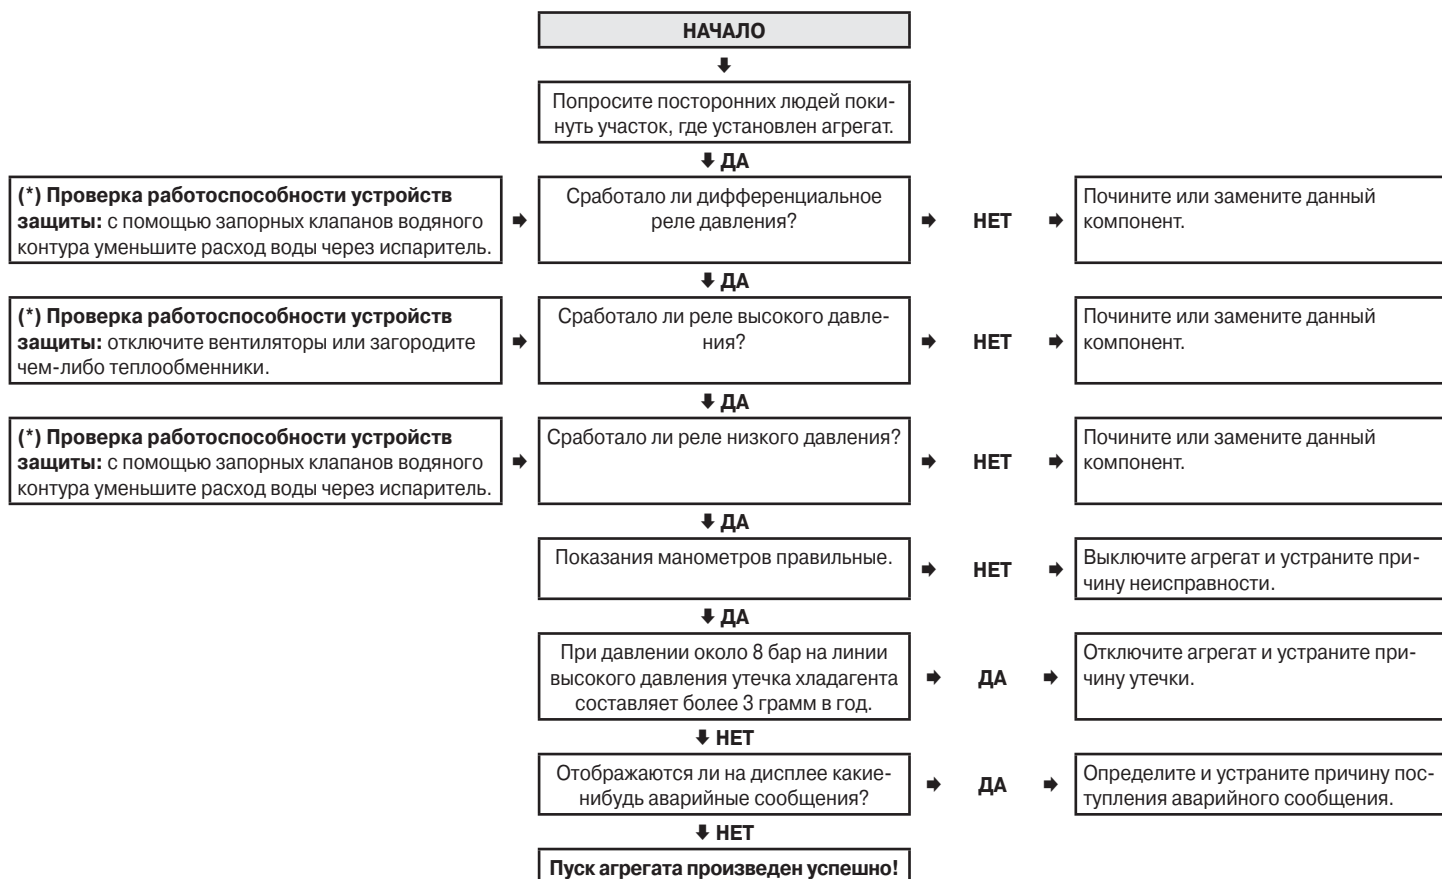 НАЧАЛО
Попросите посторонних людей поки-
нуть участок, где установлен агрегат.
ДА
(*) Проверка работоспособности устройств
защиты: с помощью запорных клапанов водяного
контура уменьшите расход воды через испаритель.
Сработало ли дифференциальное
реле давления?
НЕТ
Почините или замените данный
компонент.
ДА
(*) Проверка работоспособности устройств
защиты: отключите вентиляторы или загородите
чем-либо теплообменники.
Сработало ли реле высокого давле-
ния?
НЕТ
Почините или замените данный
компонент.
ДА
(*) Проверка работоспособности устройств
защиты: с помощью запорных клапанов водяного
контура уменьшите расход воды через испаритель.
Сработало ли реле низкого давления?
НЕТ
Почините или замените данный
компонент.
ДА
Показания манометров правильные.
НЕТ
Выключите агрегат и устраните при-
чину неисправности.
ДА
При давлении около 8 бар на линии
высокого давления утечка хладагента
составляет более 3 грамм в год.
ДА
Отключите агрегат и устраните при-
чину утечки.
НЕТ
Отображаются ли на дисплее какие-
нибудь аварийные сообщения?
ДА
Определите и устраните причину пос-
тупления аварийного сообщения.
НЕТ
Пуск агрегата произведен успешно!